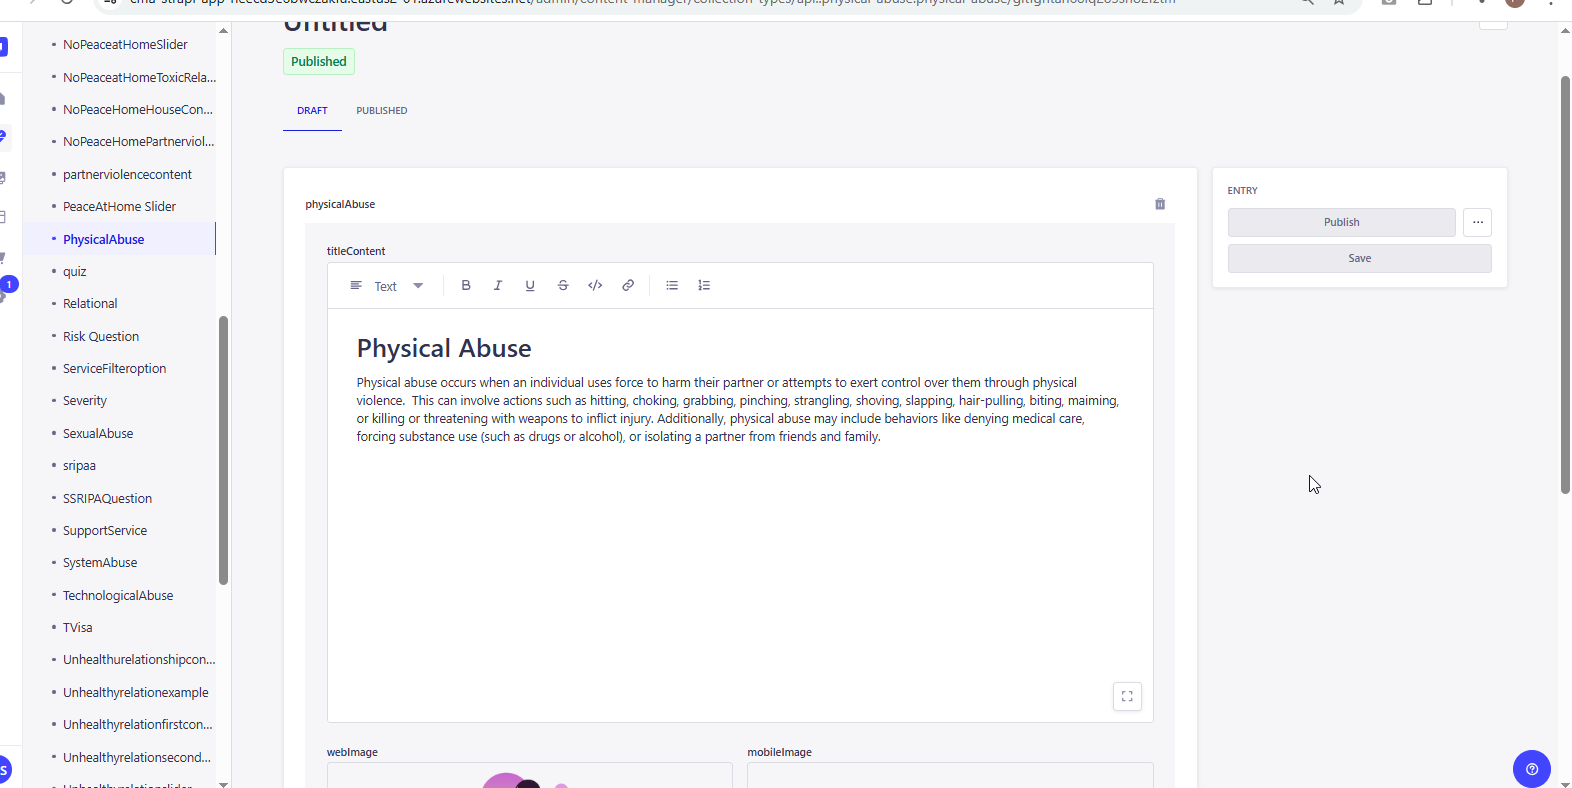 Untitled
Published
DRAFT
PUBLISHED
NoPeaceatHomeSlider
NoPeaceatHomeToxicRela...
NoPeaceHomeHouseCon...
NoPeaceHomePartnerviol...
partnerviolencecontent
PeaceAtHome Slider
PhysicalAbuse
quiz
Relational
Risk Question
ServiceFilteroption
Severity
SexualAbuse
sripaa
SSRIPAQuestion
SupportService
SystemAbuse
TechnologicalAbuse
TVisa
Unhealthurelationshipcon...
Unhealthyrelationexample
Unhealthyrelationfirstcon...
Unhealthyrelationsecond...
1
physicalAbuse
titleContent
Text
B
I
U
S
Physical Abuse
Physical abuse occurs when an individual uses force to harm their partner or attempts to exert control over them through physical
violence.  This can involve actions such as hitting, choking, grabbing, pinching, strangling, shoving, slapping, hair-pulling, biting, maiming,
or killing or threatening with weapons to inflict injury. Additionally, physical abuse may include behaviors like denying medical care,
forcing substance use (such as drugs or alcohol), or isolating a partner from friends and family.
webImage
mobileImage
ENTRY
Publish
...
Save